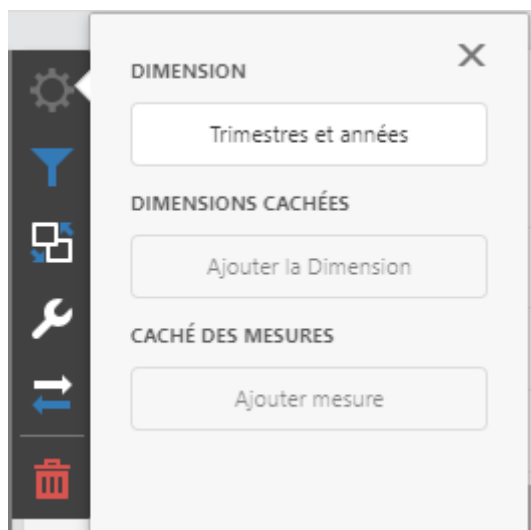 DIMENSION
Trimestres et années
DIMENSIONS CACHÉES
Ajouter la Dimension
CACHÉ DES MESURES
Ajouter mesure